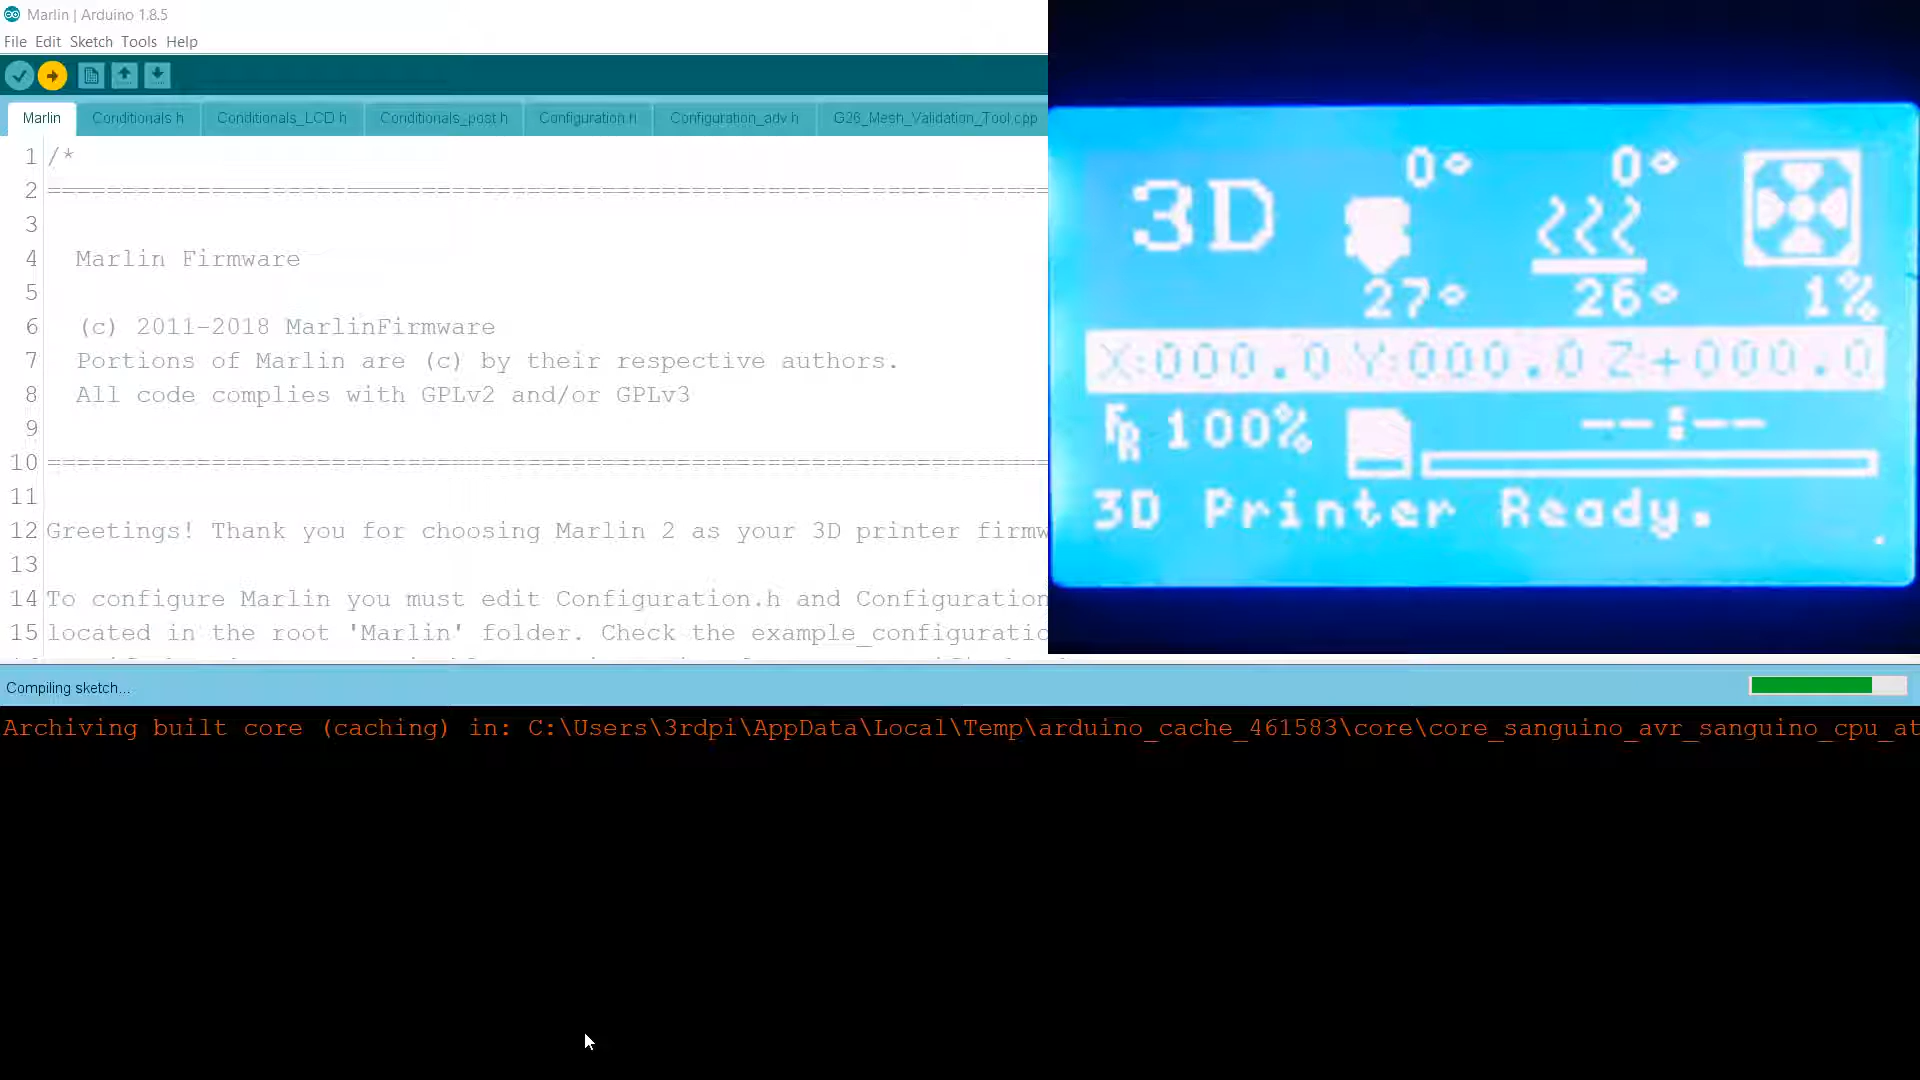 Marlin | Arduino 1.8.5
File Edit Sketch Tools Help
Marlin Conditionals.h Conditionals_LCD.h Conditionals_post.h Configuration.h Configuration_adv.h G26_Mesh_Validation_Tool.cpp
1 /*
2 ================================================================
3
4 Marlin Firmware
5
6 (c) 2011-2018 MarlinFirmware
7 Portions of Marlin are (c) by their respective authors.
8 All code complies with GPLv2 and/or GPLv3
9
10 ================================================================
11
12 Greetings! Thank you for choosing Marlin 2 as your 3D printer firmw
13
14 To configure Marlin you must edit Configuration.h and Configuration
15 located in the root 'Marlin' folder. Check the example_configuratio
0° 0°
3D
27° 26° 1%
X:000.0 Y:000.0 Z+000.0
FR 100% --:--
3D Printer Ready.
Compiling sketch...
Archiving built core (caching) in: C:\Users\3rdpi\AppData\Local\Temp\arduino_cache_461583\core\core_sanguino_avr_sanguino_cpu_at